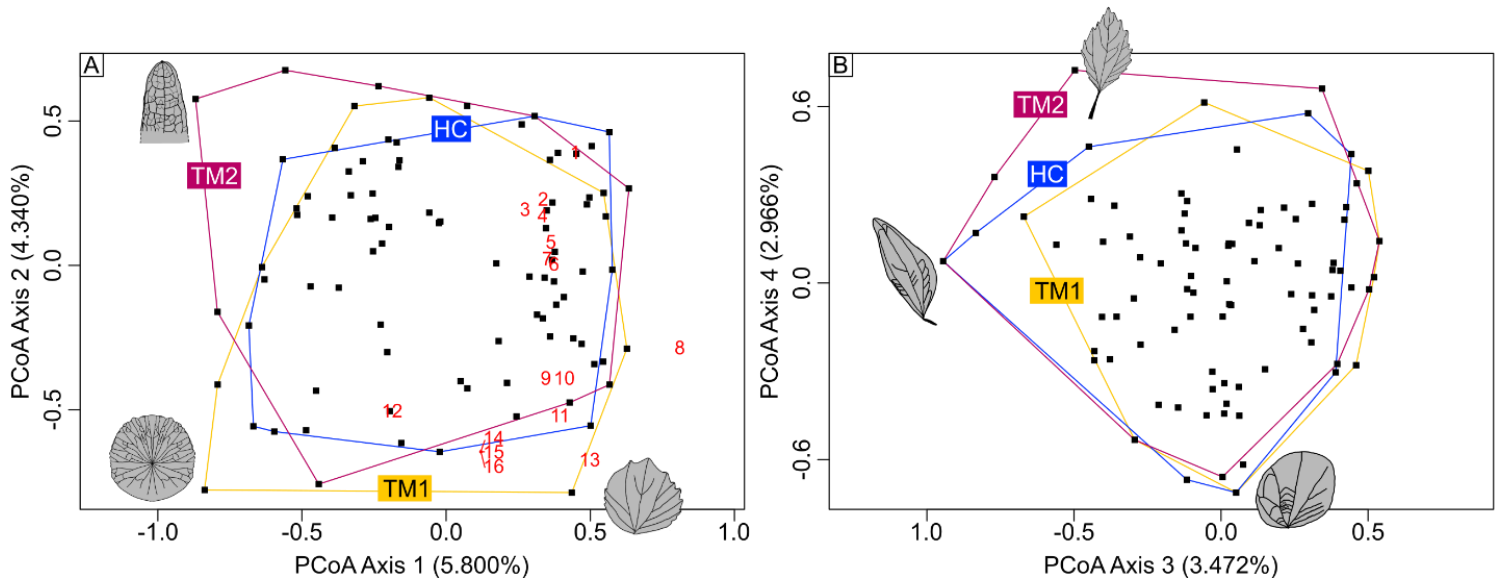 A
TM2
HC
TM1
1
2
3
4
5
7
6
8
9
10
11
12
13
14
15
16
0.5
0.0
-0.5
PCoA Axis 2 (4.340%)
-1.0 -0.5 0.0 0.5 1.0
PCoA Axis 1 (5.800%)
B
TM2
HC
TM1
0.6
0.0
-0.6
PCoA Axis 4 (2.966%)
1.0 -0.5 0.0 0.5
PCoA Axis 3 (3.472%)